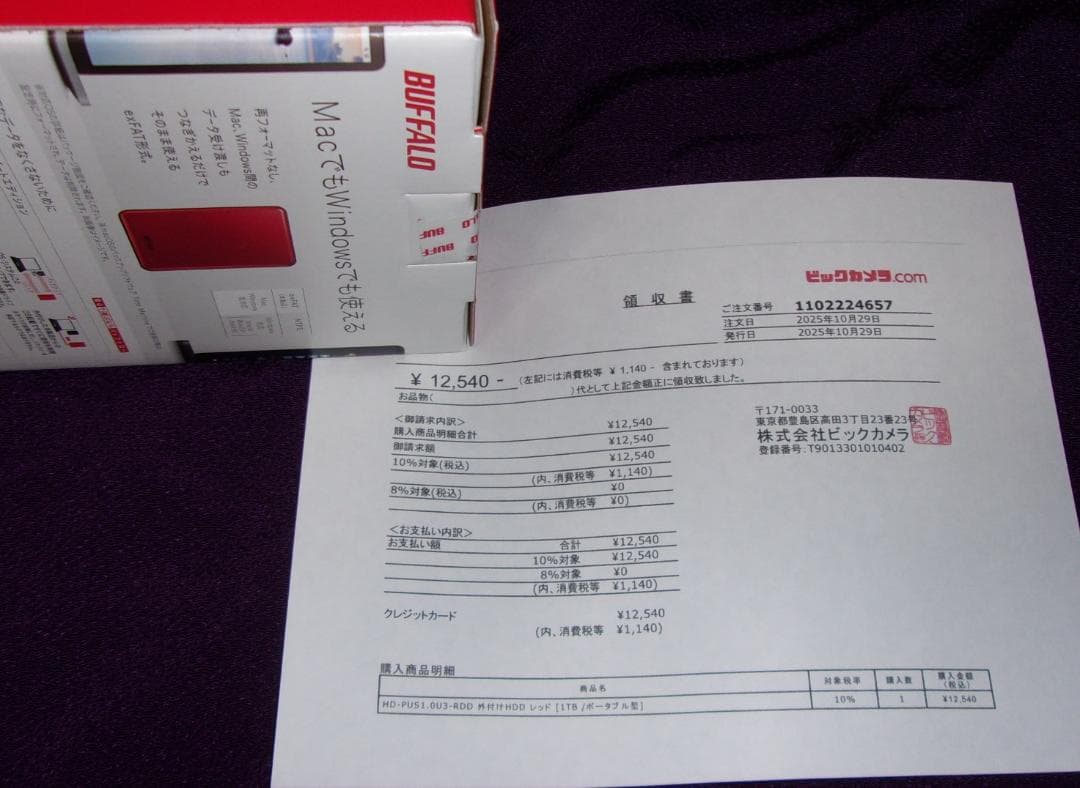 BUFFALO
MacでもWindowsでも使える
再フォーマットなし、
Mac、Windows間の
データ受け渡しも
つなぎかえるだけで
そのまま使える
exFAT形式。
ビックカメラ.com
領収書
ご注文番号 1102224657
注文日 2025年10月29日
発行日 2025年10月29日
¥ 12,540 - (左記には消費税等 ¥ 1,140 - 含まれております)
お品物( )代として上記金額正に領収致しました。
〒171-0033
東京都豊島区高田3丁目23番23号
株式会社ビックカメラ
登録番号:T9013301010402
<御請求内訳>
購入商品明細合計 ¥12,540
御請求額 ¥12,540
10%対象(税込) ¥12,540
(内、消費税等 ¥1,140)
8%対象(税込) ¥0
(内、消費税等 ¥0)
<お支払い内訳>
お支払い額 合計 ¥12,540
10%対象 ¥12,540
8%対象 ¥0
(内、消費税等 ¥1,140)
クレジットカード ¥12,540
(内、消費税等 ¥1,140)
購入商品明細
商品名 対象税率 購入数 購入金額(税込)
HD-PUS1.0U3-RDD 外付けHDD レッド [1TB /ポータブル型] 10% 1 ¥12,540